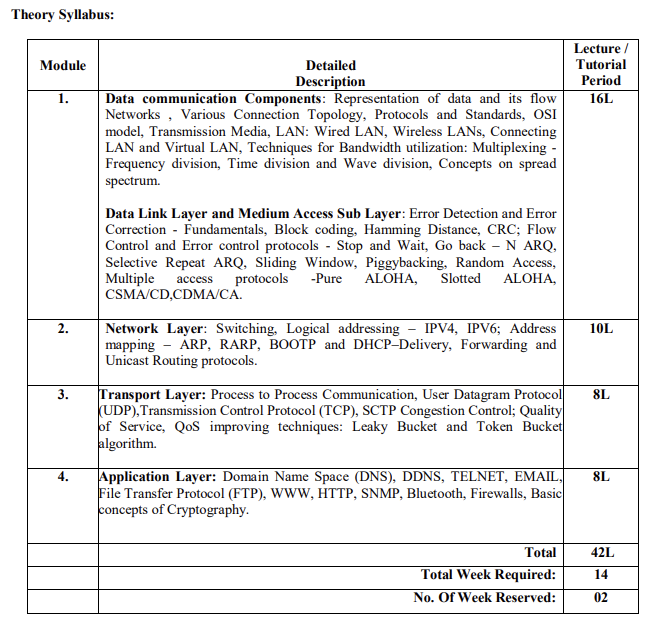 Theory Syllabus:
Module
Detailed
Description
Lecture /
Tutorial
Period
1.
Data communication Components: Representation of data and its flow
Networks , Various Connection Topology, Protocols and Standards, OSI
model, Transmission Media, LAN: Wired LAN, Wireless LANs, Connecting
LAN and Virtual LAN, Techniques for Bandwidth utilization: Multiplexing -
Frequency division, Time division and Wave division, Concepts on spread
spectrum.
Data Link Layer and Medium Access Sub Layer: Error Detection and Error
Correction - Fundamentals, Block coding, Hamming Distance, CRC; Flow
Control and Error control protocols - Stop and Wait, Go back – N ARQ,
Selective Repeat ARQ, Sliding Window, Piggybacking, Random Access,
Multiple access protocols -Pure ALOHA, Slotted ALOHA,
CSMA/CD,CDMA/CA.
16L
2.
Network Layer: Switching, Logical addressing – IPV4, IPV6; Address
mapping – ARP, RARP, BOOTP and DHCP–Delivery, Forwarding and
Unicast Routing protocols.
10L
3.
Transport Layer: Process to Process Communication, User Datagram Protocol
(UDP),Transmission Control Protocol (TCP), SCTP Congestion Control; Quality
of Service, QoS improving techniques: Leaky Bucket and Token Bucket
algorithm.
8L
4.
Application Layer: Domain Name Space (DNS), DDNS, TELNET, EMAIL,
File Transfer Protocol (FTP), WWW, HTTP, SNMP, Bluetooth, Firewalls, Basic
concepts of Cryptography.
8L
Total
42L
Total Week Required:
14
No. Of Week Reserved:
02